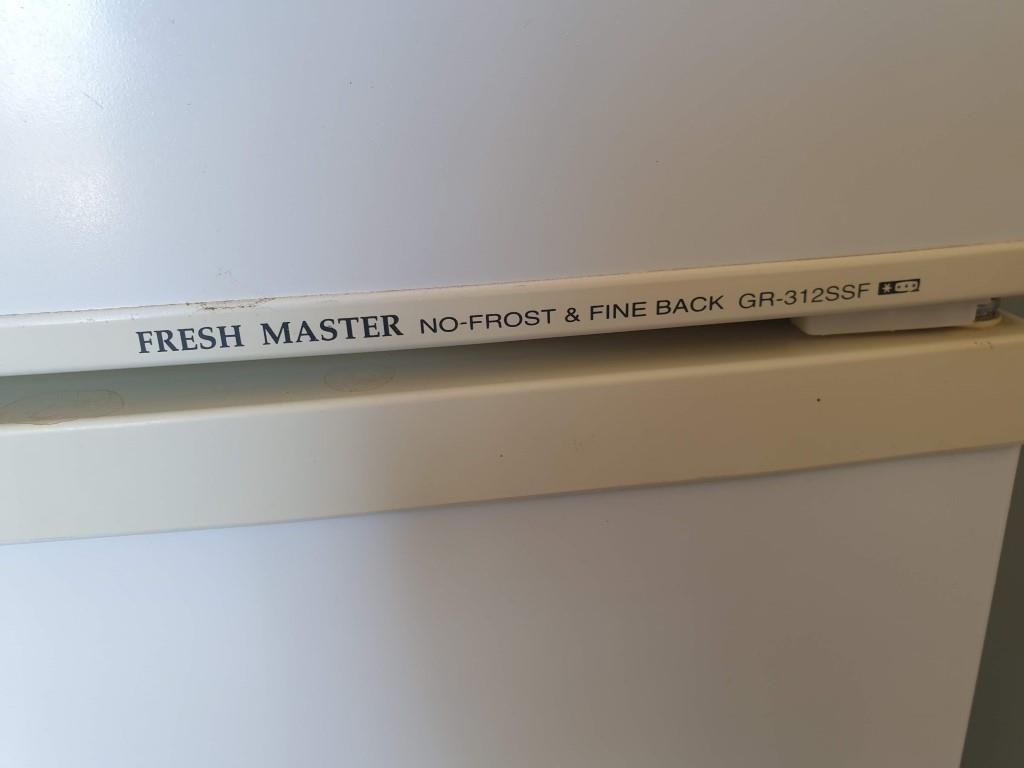 FRESH MASTER NO-FROST & FINE BACK GR-312SSF